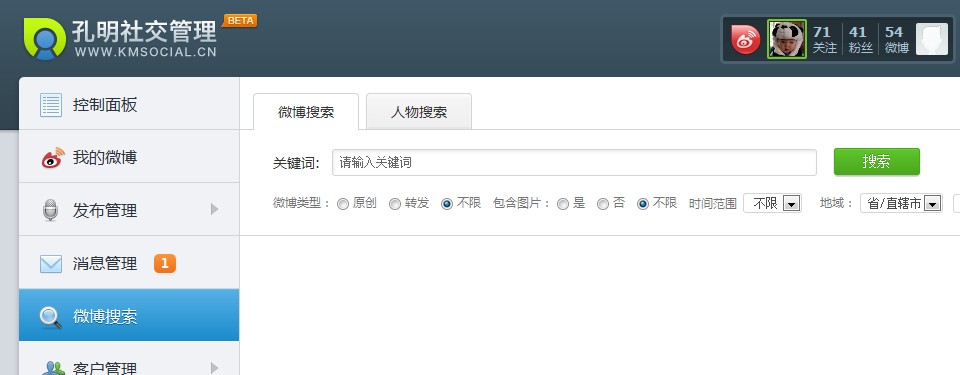 孔明社交管理 BETA
WWW.KMSOCIAL.CN
71 41 54
关注 粉丝 微博
控制面板
我的微博
发布管理
消息管理 1
微博搜索
客户管理
微博搜索 人物搜索
关键词: 请输入关键词 搜索
微博类型: 原创 转发 不限 包含图片: 是 否 不限 时间范围 不限 地域: 省/直辖市